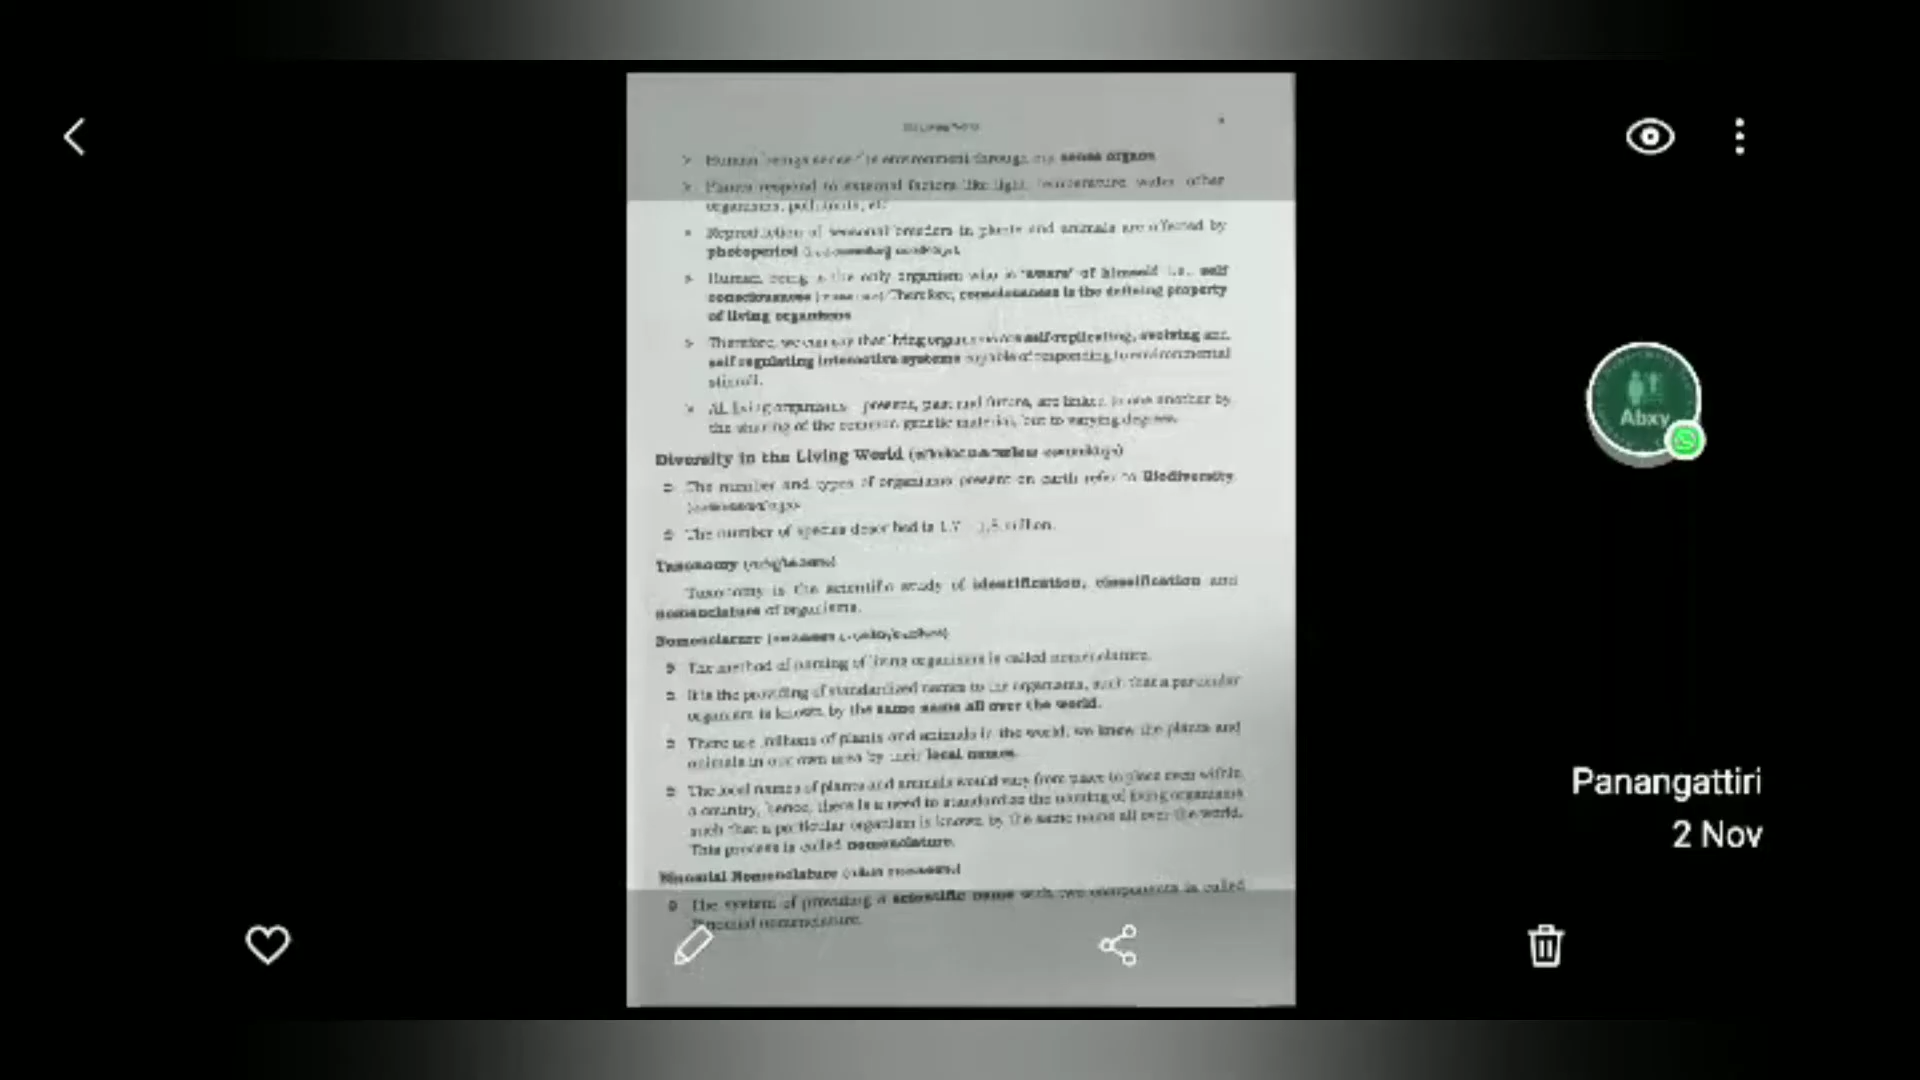 Human beings sense environment through sense organs
Plants respond to external factors like light, temperature, water, other
organisms, pollutants, etc
Reproduction of seasonal breeders in plants and animals are affected by
photoperiod
Human being is the only organism who is 'aware' of himself i.e., self
consciousness Therefore, consciousness is the defining property
of living organisms
Therefore, we can say that living organisms are self-replicating, evolving and
self regulating interactive systems capable of responding to environmental
stimuli.
All living organisms present, past and future, are linked to one another by
the sharing of the common genetic material, but to varying degrees.
Diversity in the Living World
The number and types of organisms present on earth refer to Biodiversity
The number of species described is 1.7 - 1.8 million.
Taxonomy
Taxonomy is the scientific study of identification, classification and
nomenclature of organisms.
Nomenclature
The method of naming of living organisms is called nomenclature.
It is the providing of standardized names to the organisms, such that a particular
organism is known by the same name all over the world.
There are millions of plants and animals in the world, we know the plants and
animals in our own area by their local names.
The local names of plants and animals would vary from place to place even within
a country, hence, there is a need to standardise the naming of living organisms
such that a particular organism is known by the same name all over the world.
This process is called nomenclature.
Binomial Nomenclature
The system of providing a scientific name with two components is called
Binomial nomenclature.
Abxy
Panangattiri
2 Nov